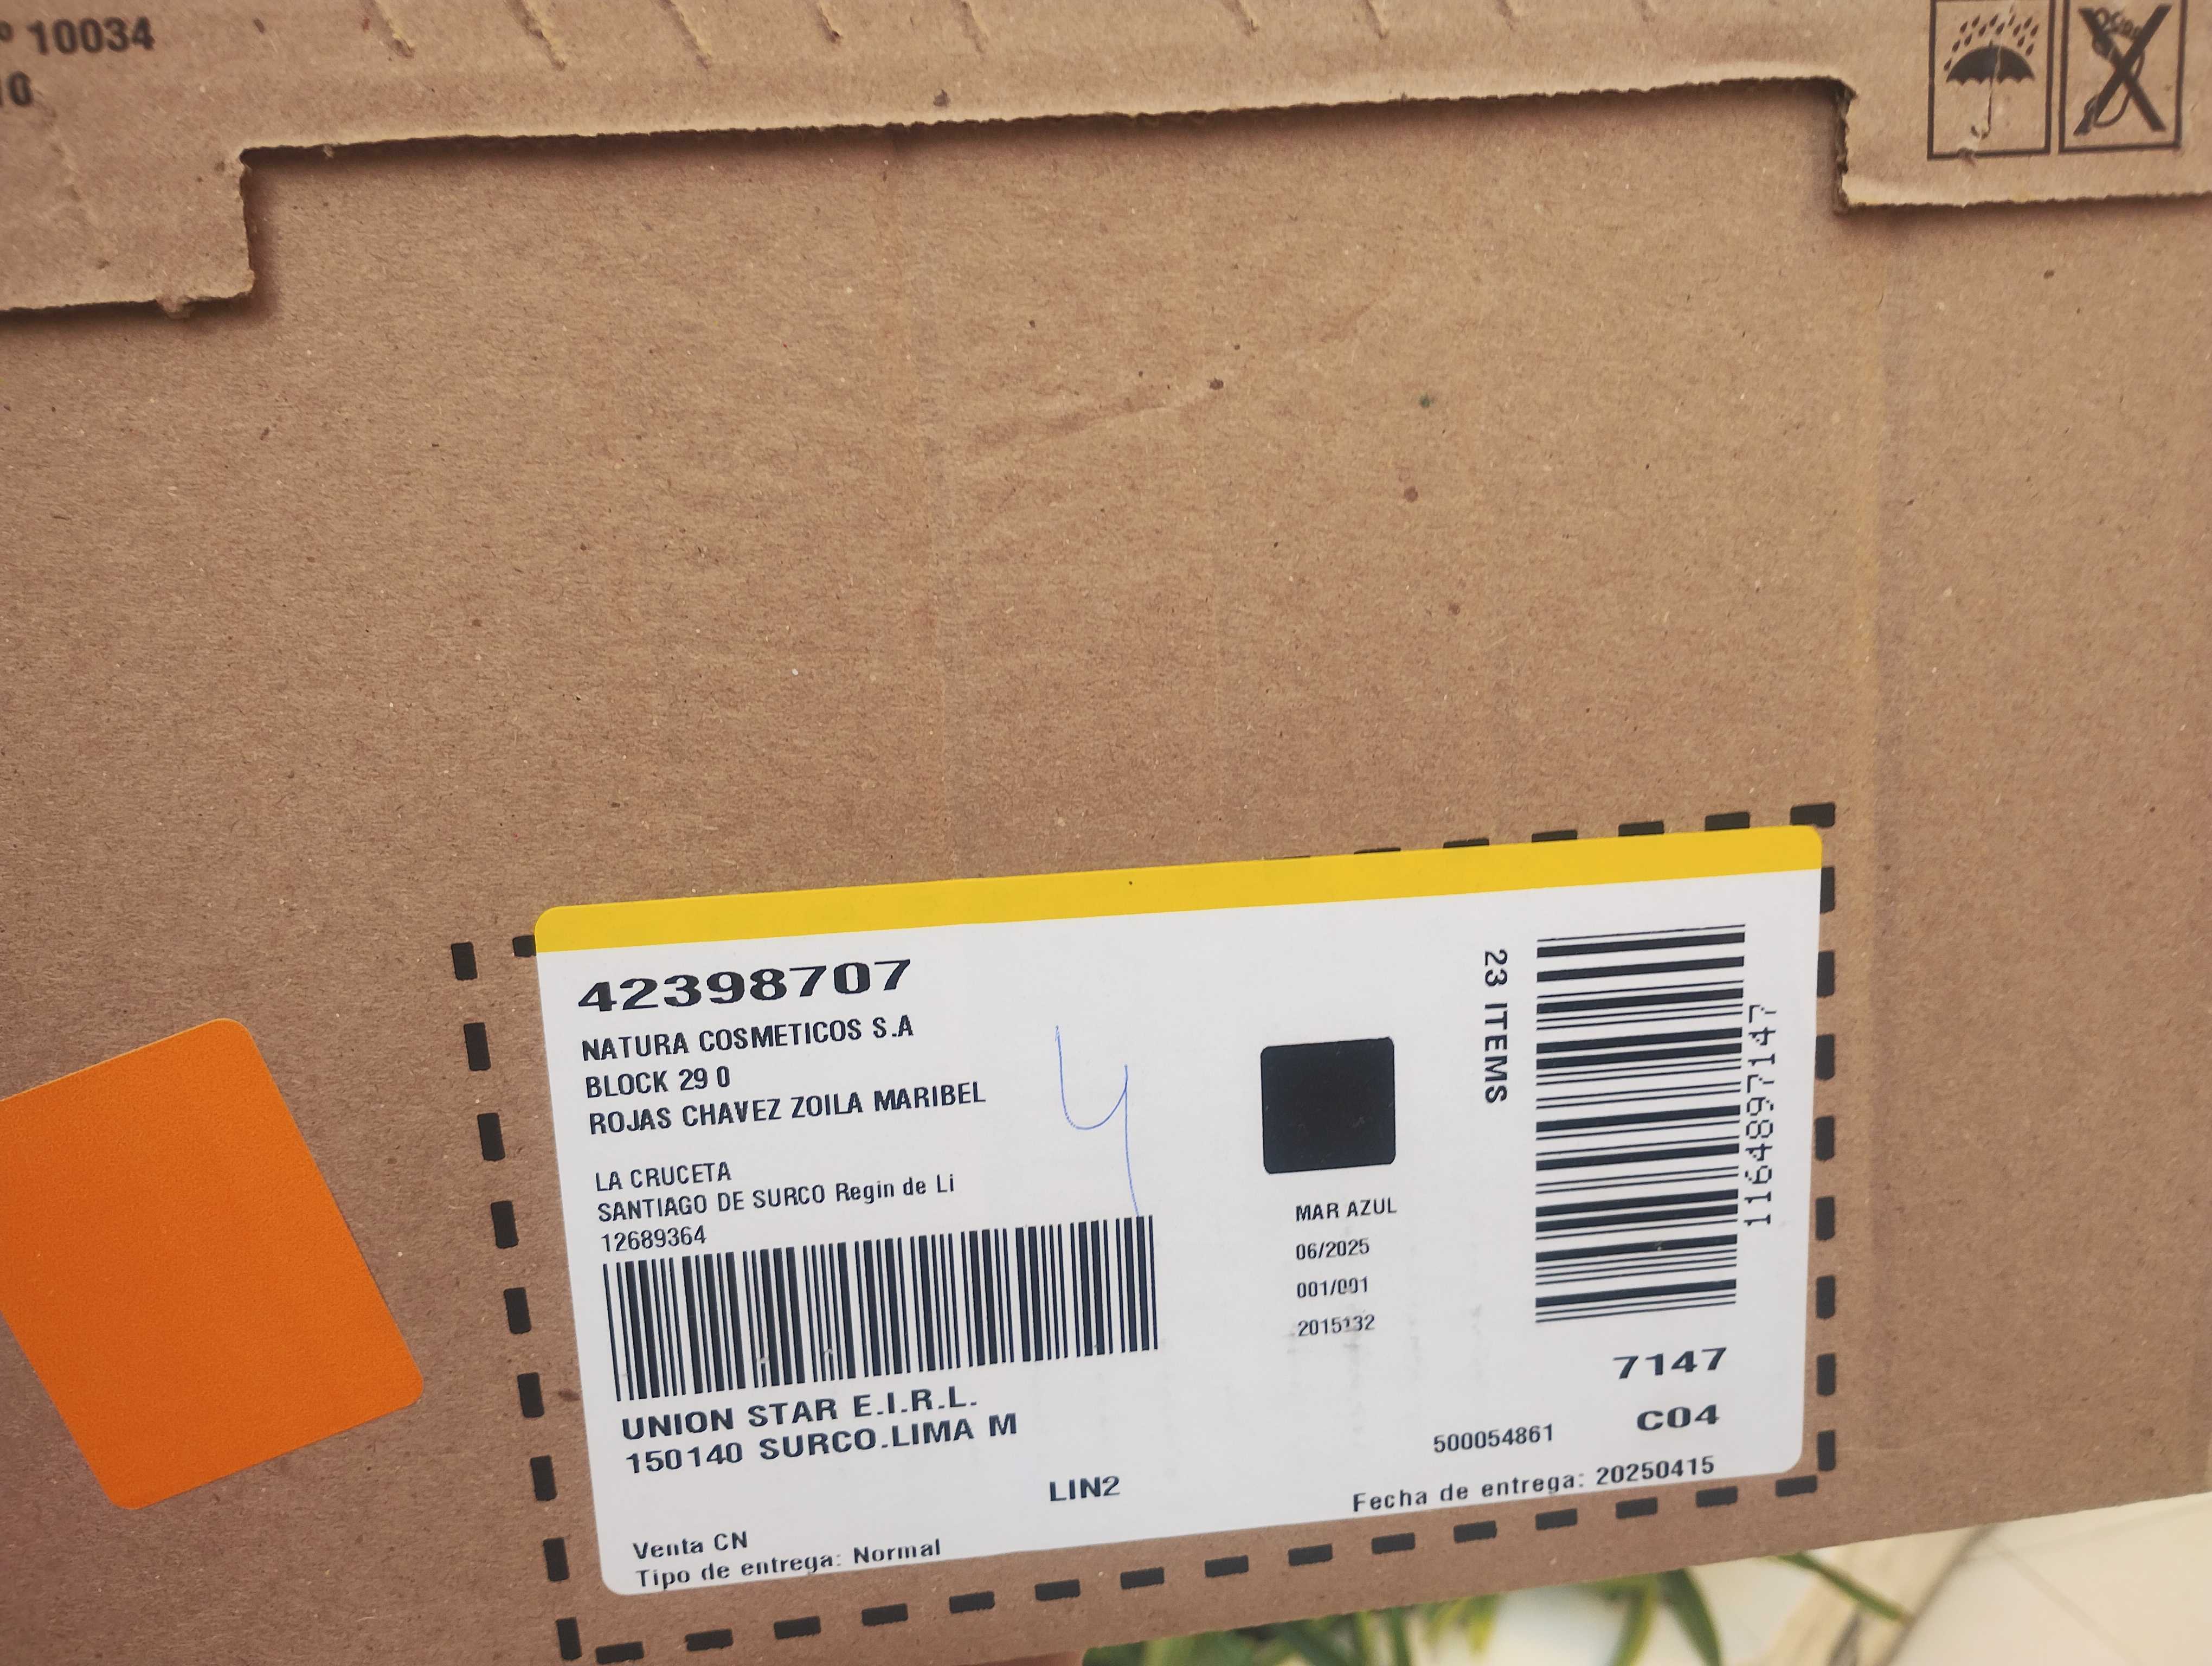 º 10034
10
42398707
NATURA COSMETICOS S.A
BLOCK 29 0
ROJAS CHAVEZ ZOILA MARIBEL
LA CRUCETA
SANTIAGO DE SURCO Regin de Li
12689364
UNION STAR E.I.R.L.
150140 SURCO.LIMA M
LIN2
Venta CN
Tipo de entrega: Normal
4
MAR AZUL
06/2025
001/001
2015132
23 ITEMS
11648897147
7147
C04
500054861
Fecha de entrega: 20250415